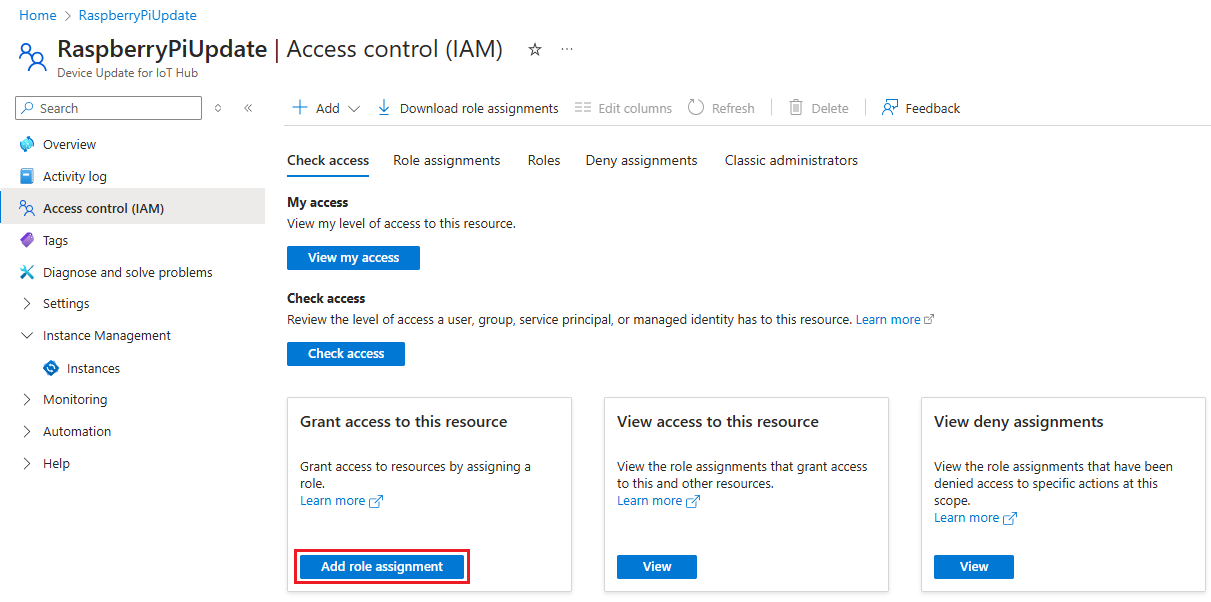 Home > RaspberryPiUpdate
RaspberryPiUpdate | Access control (IAM)
Device Update for IoT Hub
Search
Overview
Activity log
Access control (IAM)
Tags
Diagnose and solve problems
Settings
Instance Management
Instances
Monitoring
Automation
Help
Add
Download role assignments
Edit columns
Refresh
Delete
Feedback
Check access
Role assignments
Roles
Deny assignments
Classic administrators
My access
View my level of access to this resource.
View my access
Check access
Review the level of access a user, group, service principal, or managed identity has to this resource. Learn more
Check access
Grant access to this resource
Grant access to resources by assigning a
role.
Learn more
Add role assignment
View access to this resource
View the role assignments that grant access
to this and other resources.
Learn more
View
View deny assignments
View the role assignments that have been
denied access to specific actions at this
scope.
Learn more
View